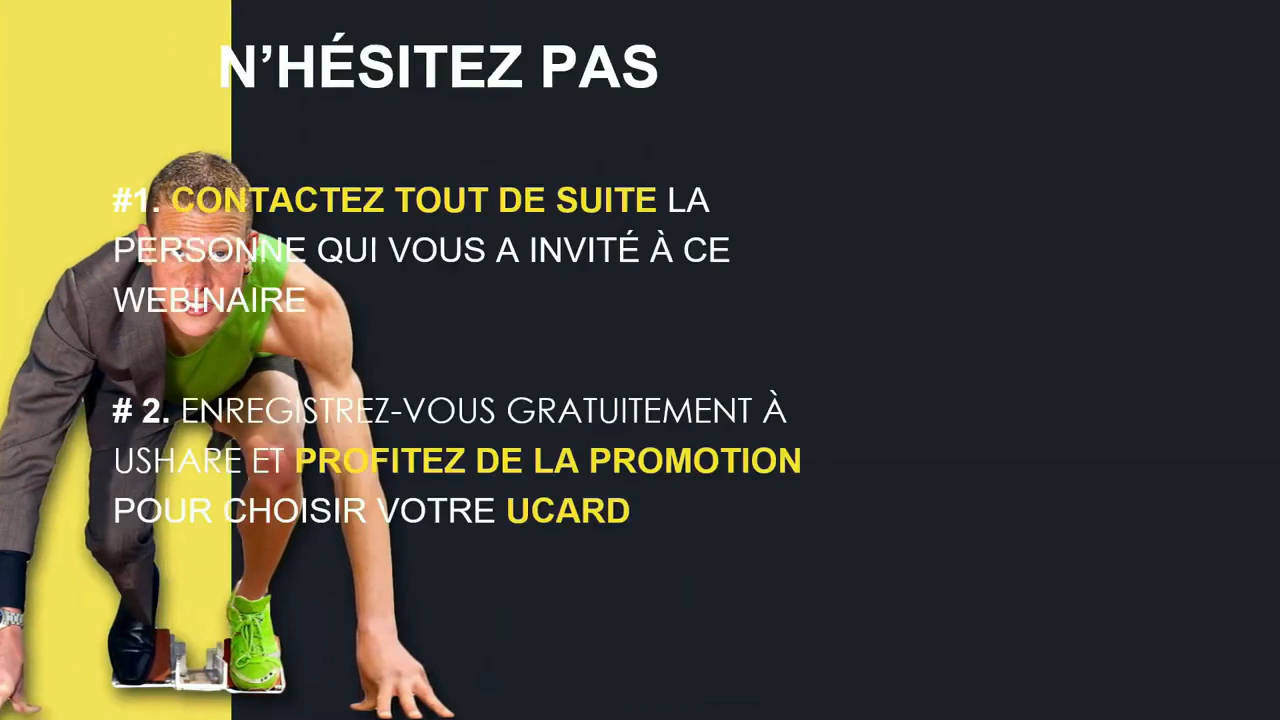 N’HÉSITEZ PAS
#1. CONTACTEZ TOUT DE SUITE LA
PERSONNE QUI VOUS A INVITÉ À CE
WEBINAIRE
# 2. ENREGISTREZ-VOUS GRATUITEMENT À
USHARE ET PROFITEZ DE LA PROMOTION
POUR CHOISIR VOTRE UCARD